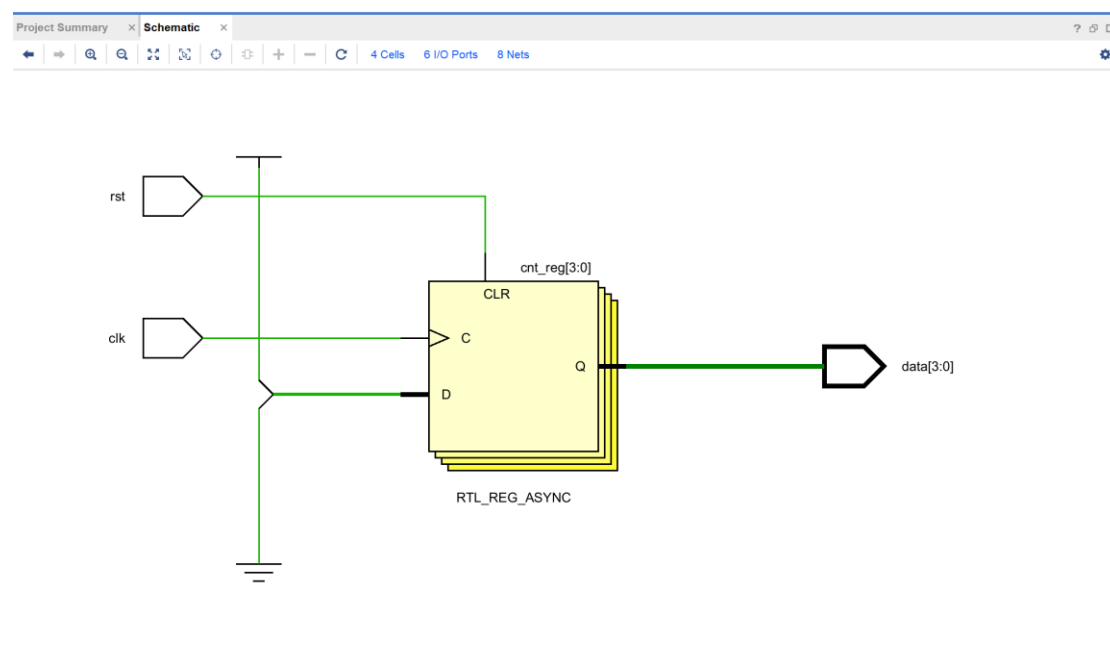 Project Summary × Schematic × ?
4 Cells 6 I/O Ports 8 Nets
rst
cnt_reg[3:0]
CLR
clk
C
Q
data[3:0]
D
RTL_REG_ASYNC